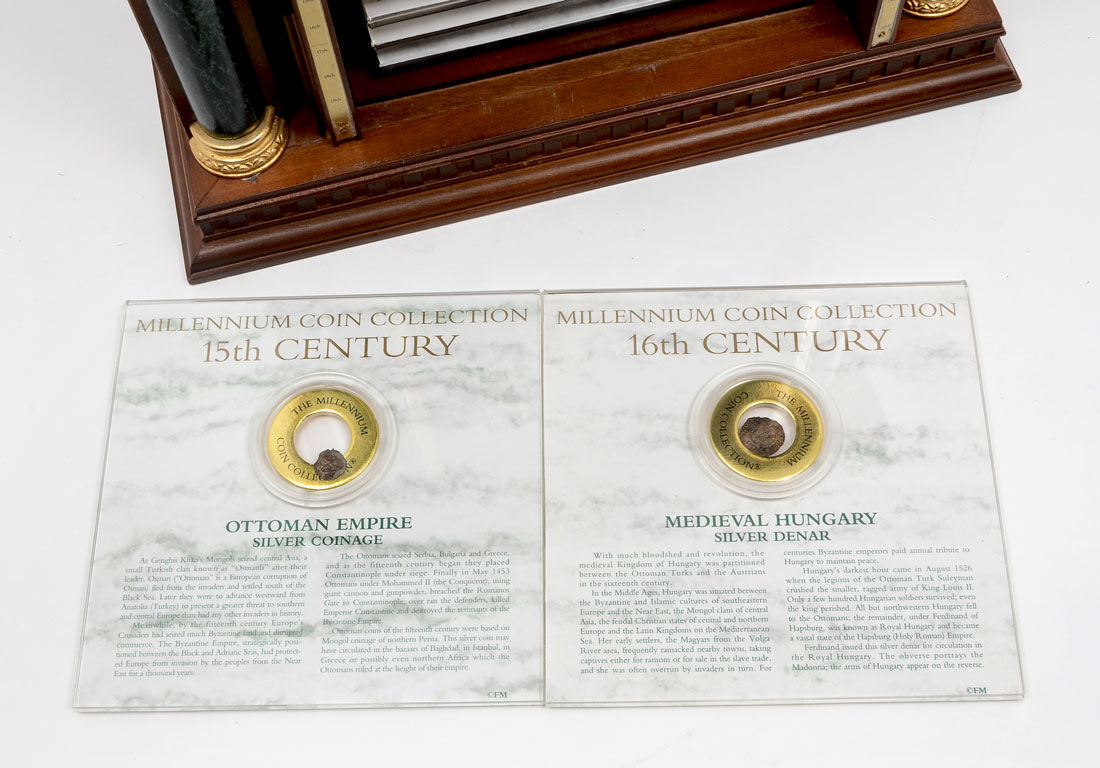 MILLENNIUM COIN COLLECTION
15th CENTURY
THE MILLENNIUM
COIN COLLECTION®
OTTOMAN EMPIRE
SILVER COINAGE
As Genghis Khan's Mongols seized central Asia, a
small Turkish clan known as "Osmanli" after their
leader, Osman ("Ottoman" is a European corruption of
Osman) fled from the invaders and settled south of the
Black Sea. Later they were to advance westward from
Anatolia (Turkey) to present a greater threat to southern
and central Europe than had any other invaders in history.
Meanwhile, by the fifteenth century Europe's
Crusaders had seized much Byzantine land and disrupted
commerce. The Byzantine Empire, strategically posi-
tioned between the Black and Adriatic Seas, had protect-
ed Europe from invasion by the peoples from the Near
East for a thousand years.
The Ottomans seized Serbia, Bulgaria and Greece,
and as the fifteenth century began they placed
Constantinople under siege. Finally in May 1453
Ottomans under Muhammed II (the Conqueror), using
giant cannon and gunpowder, breached the Romanos
Gate to Constantinople, over ran the defenders, killed
Emperor Constantine and destroyed the remnants of the
Byzantine Empire.
Ottoman coins of the fifteenth century were based on
Mongol coinage of northern Persia. This silver coin may
have circulated in the bazaars of Baghdad, in Istanbul, in
Greece or possibly even northern Africa which the
Ottomans ruled at the height of their empire.
©FM
MILLENNIUM COIN COLLECTION
16th CENTURY
THE MILLENNIUM
COIN COLLECTION®
MEDIEVAL HUNGARY
SILVER DENAR
With much bloodshed and revolution, the
medieval Kingdom of Hungary was partitioned
between the Ottoman Turks and the Austrians
in the sixteenth century.
In the Middle Ages, Hungary was situated between
the Byzantine and Islamic cultures of southeastern
Europe and the Near East, the Mongol clans of central
Asia, the feudal Christian states of central and northern
Europe and the Latin Kingdoms on the Mediterranean
Sea. Her early settlers, the Magyars from the Volga
River area, frequently ransacked nearby towns, taking
captives either for ransom or for sale in the slave trade,
and she was often overrun by invaders in turn. For
centuries Byzantine emperors paid annual tribute to
Hungary to maintain peace.
Hungary's darkest hour came in August 1526
when the legions of the Ottoman Turk Suleyman
crushed the smaller, ragged army of King Louis II.
Only a few hundred Hungarian soldiers survived; even
the king perished. All but northwestern Hungary fell
to the Ottomans; the remainder, under Ferdinand of
Hapsburg, was known as Royal Hungary and became
a vassal state of the Hapsburg (Holy Roman) Empire.
Ferdinand issued this silver denar for circulation in
the Royal Hungary. The obverse portrays the
Madonna; the arms of Hungary appear on the reverse.
©FM